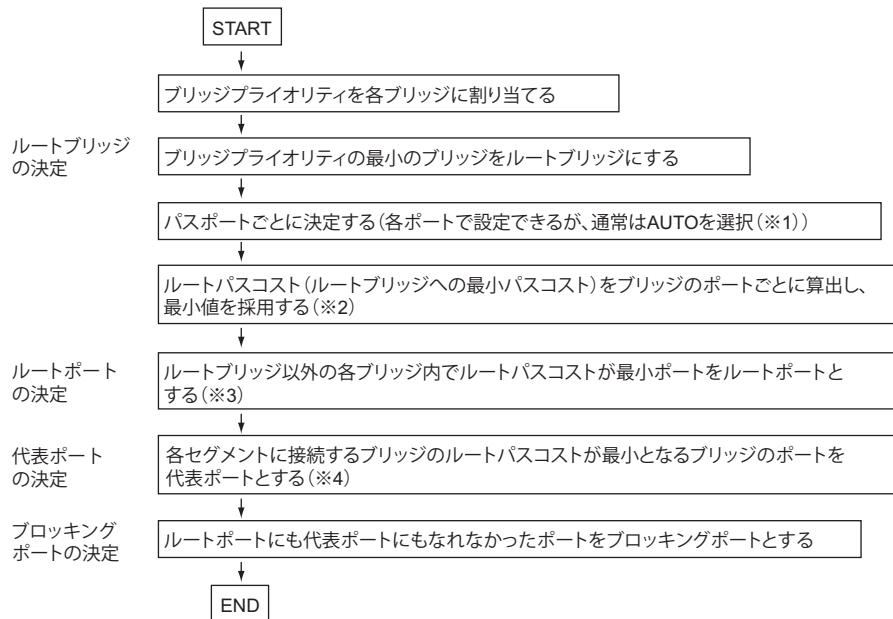 START
ブリッジプライオリティを各ブリッジに割り当てる
ルートブリッジ
の決定
ブリッジプライオリティの最小のブリッジをルートブリッジにする
パスポートごとに決定する（各ポートで設定できるが、通常はAUTOを選択（※1））
ルートパスコスト（ルートブリッジへの最小パスコスト）をブリッジのポートごとに算出し、
最小値を採用する（※2）
ルートポート
の決定
ルートブリッジ以外の各ブリッジ内でルートパスコストが最小ポートをルートポートと
する（※3）
代表ポート
の決定
各セグメントに接続するブリッジのルートパスコストが最小となるブリッジのポートを
代表ポートとする（※4）
ブロッキング
ポートの決定
ルートポートにも代表ポートにもなれなかったポートをブロッキングポートとする
END